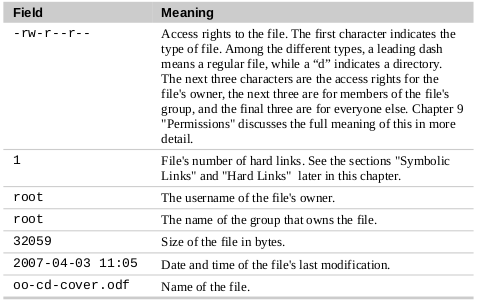 Field Meaning
-rw-r--r-- Access rights to the file. The first character indicates the
type of file. Among the different types, a leading dash
means a regular file, while a “d” indicates a directory.
The next three characters are the access rights for the
file's owner, the next three are for members of the file's
group, and the final three are for everyone else. Chapter 9
"Permissions" discusses the full meaning of this in more
detail.
1 File's number of hard links. See the sections "Symbolic
Links" and "Hard Links" later in this chapter.
root The username of the file's owner.
root The name of the group that owns the file.
32059 Size of the file in bytes.
2007-04-03 11:05 Date and time of the file's last modification.
oo-cd-cover.odf Name of the file.